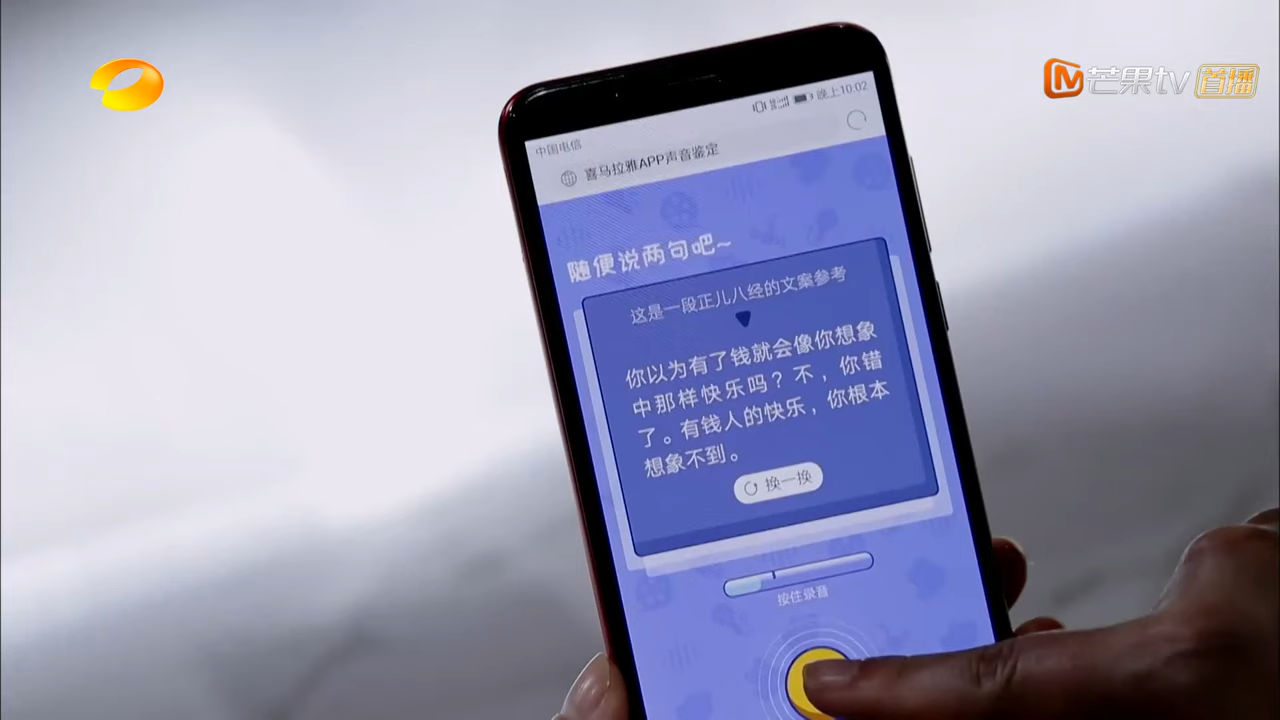 芒果tv 首播
中国电信
晚上10:02
喜马拉雅APP声音鉴定
随便说两句吧~
这是一段正儿八经的文案参考
你以为有了钱就会像你想象
中那样快乐吗？不，你错
了。有钱人的快乐，你根本
想象不到。
换一换
按住录音